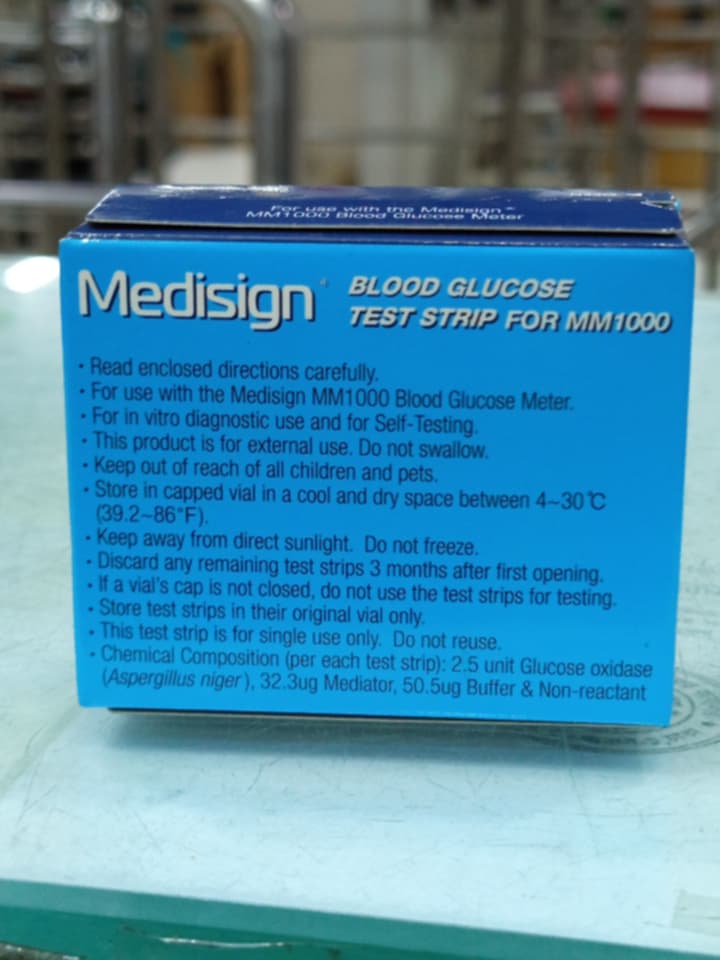 For use with the Medisign
MM1000 Blood Glucose Meter
Medisign
BLOOD GLUCOSE
TEST STRIP FOR MM1000
• Read enclosed directions carefully.
• For use with the Medisign MM1000 Blood Glucose Meter.
• For in vitro diagnostic use and for Self-Testing.
• This product is for external use. Do not swallow.
• Keep out of reach of all children and pets.
• Store in capped vial in a cool and dry space between 4~30℃
(39.2~86°F).
• Keep away from direct sunlight. Do not freeze.
• Discard any remaining test strips 3 months after first opening.
• If a vial's cap is not closed, do not use the test strips for testing.
• Store test strips in their original vial only.
• This test strip is for single use only. Do not reuse.
• Chemical Composition (per each test strip): 2.5 unit Glucose oxidase
(Aspergillus niger), 32.3ug Mediator, 50.5ug Buffer & Non-reactant